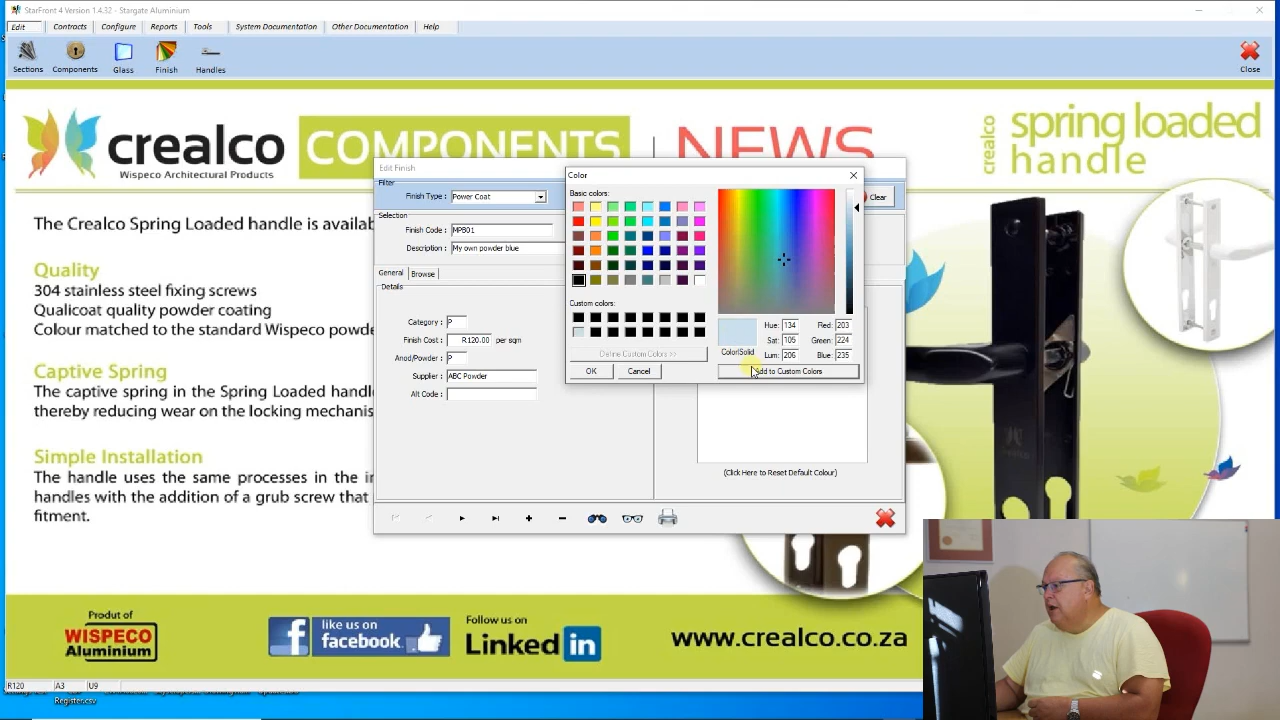 StarFront 4 Version 1.4.32 - Stargate Aluminium
Edit Contracts Configure Reports Tools System Documentation Other Documentation Help
Sections Components Glass Finish Handles Close
crealco COMPONENTS NEWS
Wispeco Architectural Products
crealco spring loaded
handle
The Crealco Spring Loaded handle is availab
Quality
304 stainless steel fixing screws
Qualicoat quality powder coating
Colour matched to the standard Wispeco powde
Captive Spring
The captive spring in the Crealco Spring Loaded
thereby reducing wear on the locking mechanis
Simple Installation
The handle uses the same processes in the in
handles with the addition of a grub screw that
fitment.
Edit Finish
Filter
Finish Type : Power Coat
Clear
Selection
Finish Code : MPB01
Description : My own powder blue
General Browse
Details
Category : P
Finish Cost : R120.00 per sqm
Anod/Powder : P
Supplier : ABC Powder
Alt Code :
(Click Here to Reset Default Colour)
Color
Basic colors:
Custom colors:
Define Custom Colors >>
OK Cancel
Color|Solid
Hue: 134 Red: 203
Sat: 105 Green: 224
Lum: 206 Blue: 235
Add to Custom Colors
Produt of
WISPECO
Aluminium
like us on
facebook
Follow us on
Linked in
www.crealco.co.za
R120 A3 U9
Register.csv